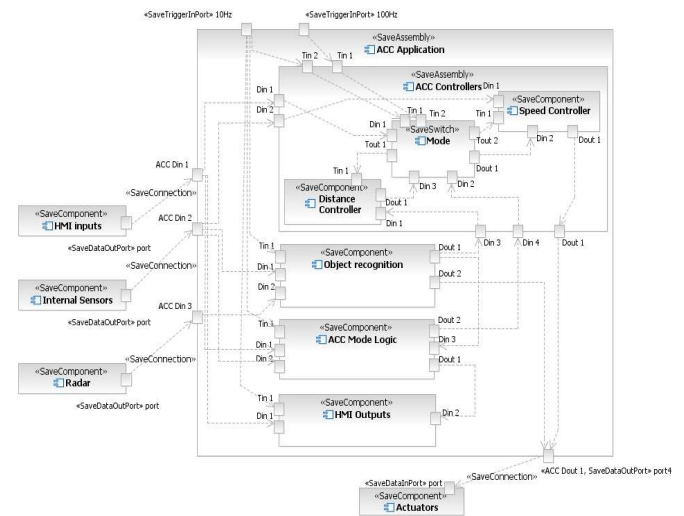 «SaveTriggerInPort» 10Hz
«SaveTriggerInPort» 100Hz
«SaveAssembly»
ACC Application
Tin 2
Tin 1
«SaveAssembly»
ACC Controllers
Din 1
Din 1
Din 2
«SaveComponent»
Speed Controller
Tin 1
Tin 2
Tin 1
Din 1
«SaveSwitch»
Mode
Tout 1
Tout 2
Din 2
Dout 1
Dout 1
Tin 1
Din 3
Din 2
ACC Din 1
«SaveConnection»
«SaveComponent»
Distance
Controller
Dout 1
Din 1
«SaveComponent»
HMI inputs
ACC Din 2
«SaveDataOutPort» port
Din 3
Din 4
Dout 1
Tin 1
«SaveComponent»
Object recognition
Dout 1
Din 1
«SaveConnection»
Dout 2
Din 2
«SaveComponent»
Internal Sensors
ACC Din 3
«SaveDataOutPort» port
Tin 1
«SaveComponent»
ACC Mode Logic
Dout 2
Din 1
Din 3
Din 2
Dout 1
«SaveConnection»
«SaveComponent»
Radar
«SaveDataOutPort» port
Tin 1
«SaveComponent»
HMI Outputs
Din 1
Din 2
«ACC Dout 1, SaveDataOutPort» port4
«SaveConnection»
«SaveDataInPort» port
«SaveComponent»
Actuators